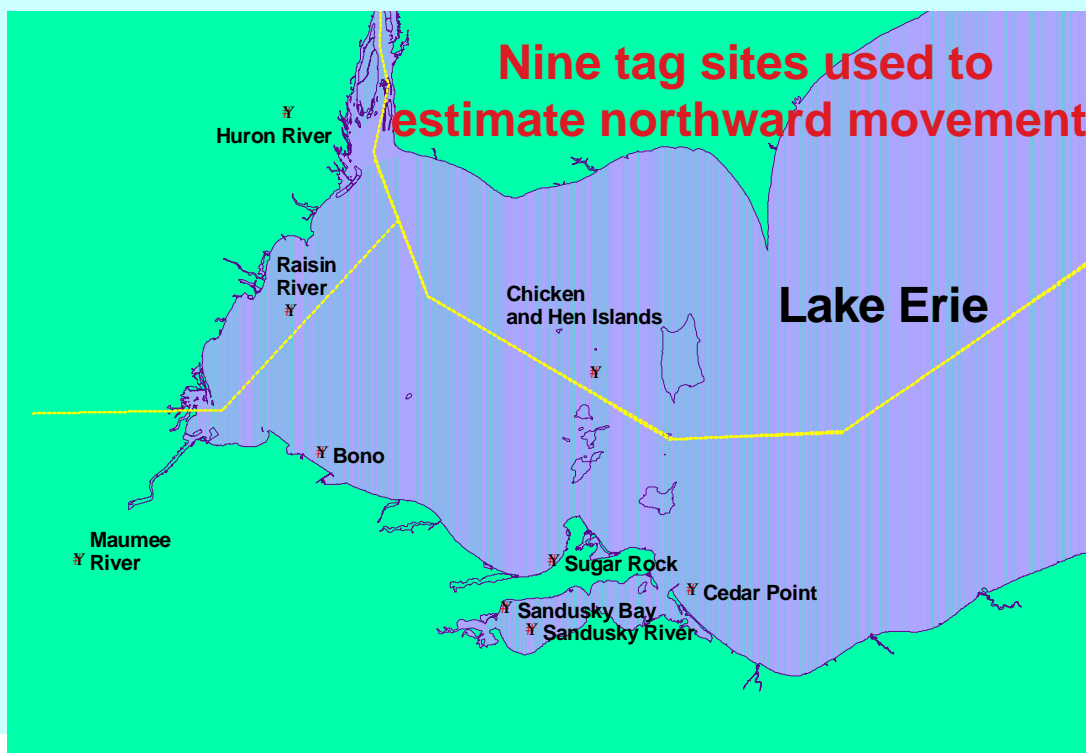 Nine tag sites used to
estimate northward movement
Huron River
Raisin
River
Chicken
and Hen Islands
Lake Erie
Bono
Maumee
River
Sugar Rock
Cedar Point
Sandusky Bay
Sandusky River